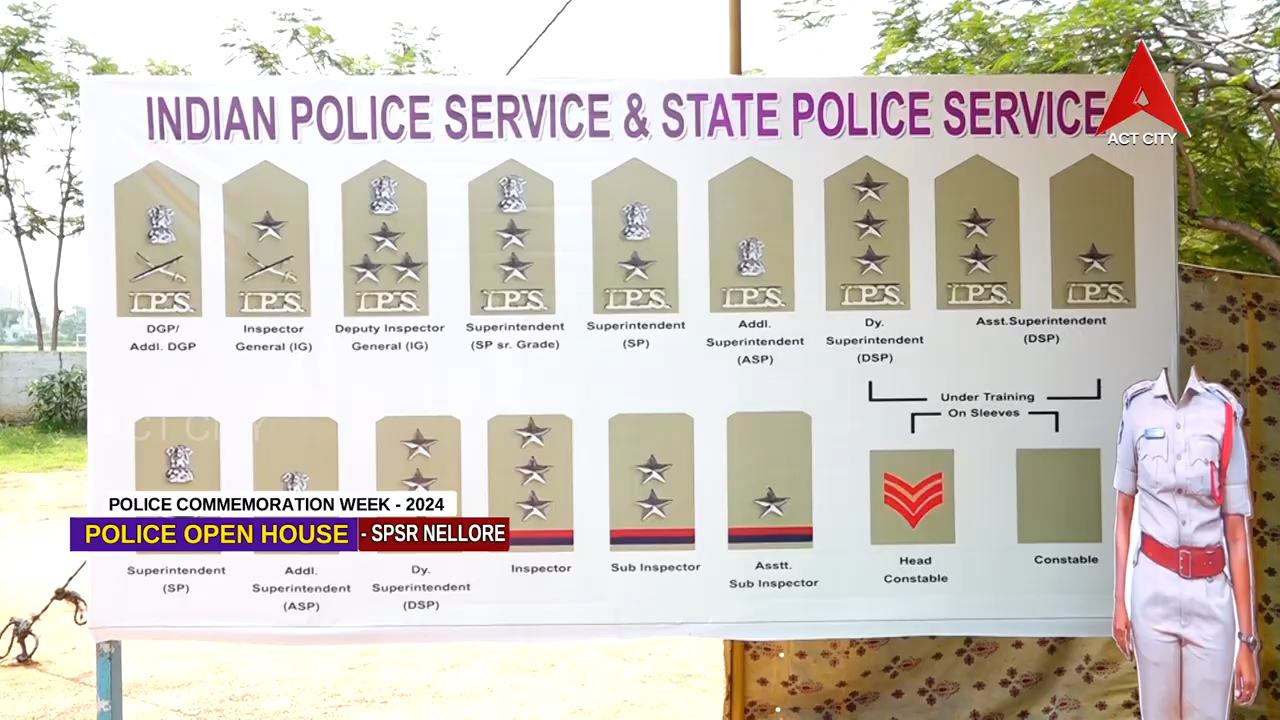 INDIAN POLICE SERVICE & STATE POLICE SERVICE
ACT CITY
I.P.S. I.P.S. I.P.S. I.P.S. I.P.S. I.P.S. I.P.S. I.P.S. I.P.S.
DGP/
Addl. DGP
Inspector
General (IG)
Deputy Inspector
General (IG)
Superintendent
(SP sr. Grade)
Superintendent
(SP)
Addl.
Superintendent
(ASP)
Dy.
Superintendent
(DSP)
Asst.Superintendent
(DSP)
Under Training
On Sleeves
ACT CITY
POLICE COMMEMORATION WEEK - 2024
POLICE OPEN HOUSE - SPSR NELLORE
Superintendent
(SP)
Addl.
Superintendent
(ASP)
Dy.
Superintendent
(DSP)
Inspector
Sub Inspector
Asstt.
Sub Inspector
Head
Constable
Constable